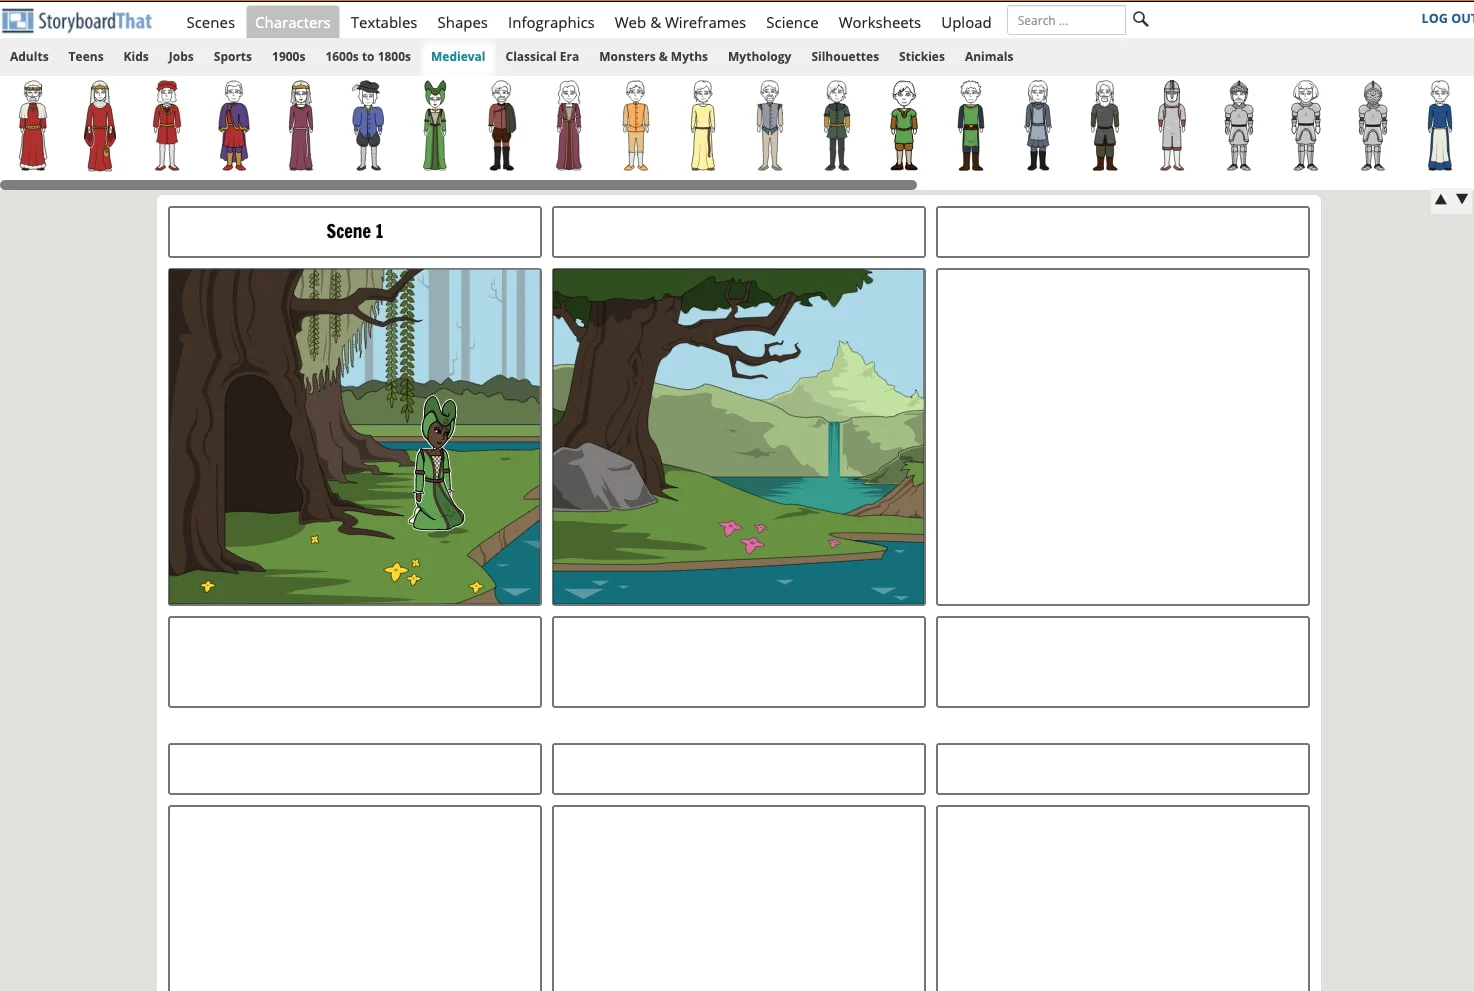 StoryboardThat
Scenes Characters Textables Shapes Infographics Web & Wireframes Science Worksheets Upload Search ... LOG OUT
Adults Teens Kids Jobs Sports 1900s 1600s to 1800s Medieval Classical Era Monsters & Myths Mythology Silhouettes Stickies Animals
Scene 1